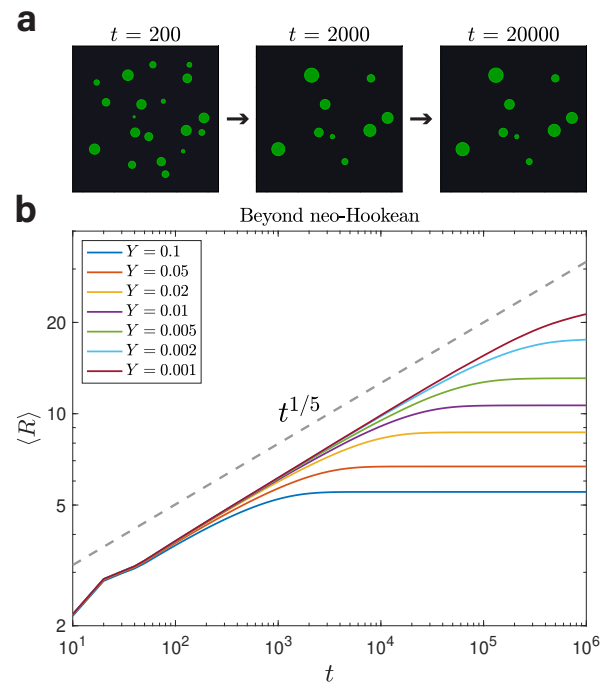 a
t = 200 t = 2000 t = 20000
b
Beyond neo-Hookean
Y = 0.1
Y = 0.05
Y = 0.02
Y = 0.01
Y = 0.005
Y = 0.002
Y = 0.001
20
10
5
2
⟨R⟩
t^{1/5}
10^1 10^2 10^3 10^4 10^5 10^6
t